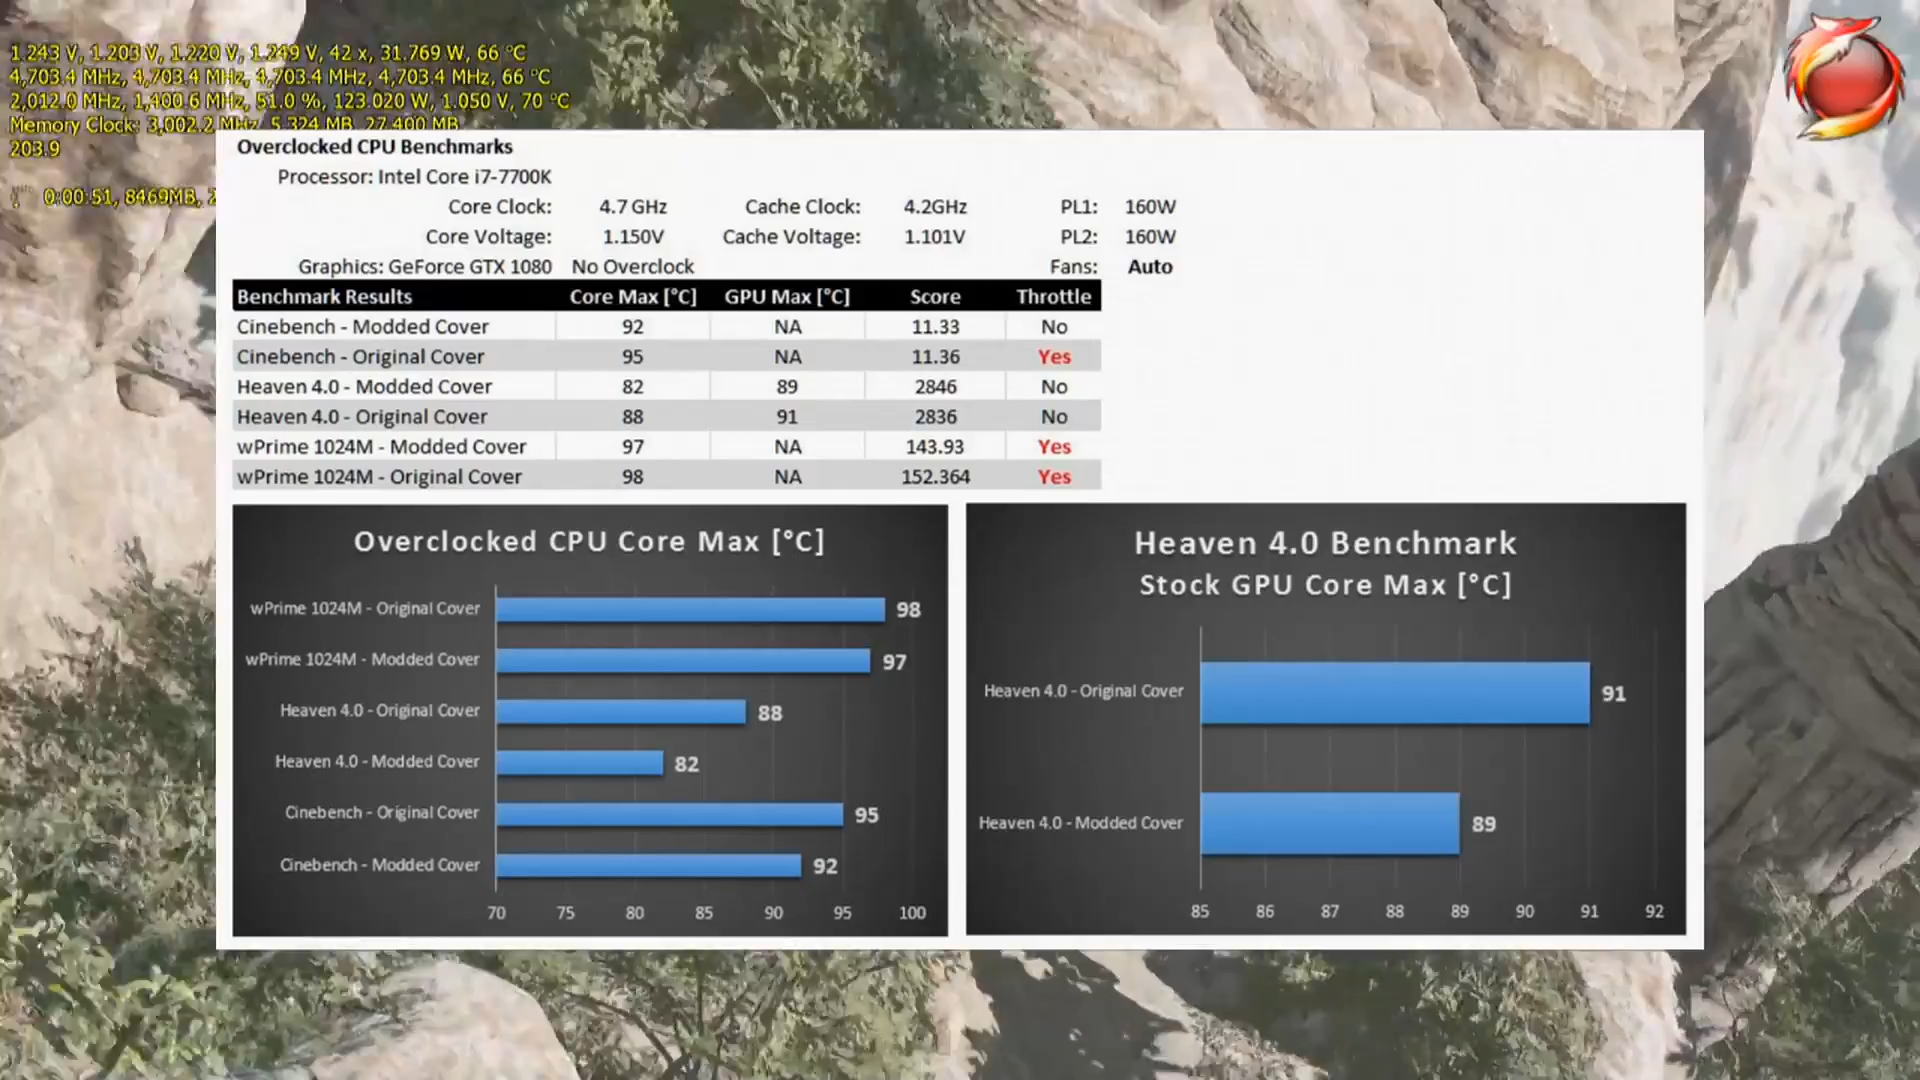 1.243 V, 1.203 V, 1.220 V, 1.249 V, 42 x, 31.769 W, 66 °C
4,703.4 MHz, 4,703.4 MHz, 4,703.4 MHz, 4,703.4 MHz, 66 °C
2,012.0 MHz, 1,400.6 MHz, 51.0 %, 123.020 W, 1.050 V, 70 °C
Memory Clock: 3,002.2 MHz, 5,324 MB, 27,400 MB
203.9
0:00:51, 8469MB,
Overclocked CPU Benchmarks
Processor: Intel Core i7-7700K
Core Clock: 4.7 GHz Cache Clock: 4.2GHz PL1: 160W
Core Voltage: 1.150V Cache Voltage: 1.101V PL2: 160W
Graphics: GeForce GTX 1080 No Overclock Fans: Auto
Benchmark Results Core Max [°C] GPU Max [°C] Score Throttle
Cinebench - Modded Cover 92 NA 11.33 No
Cinebench - Original Cover 95 NA 11.36 Yes
Heaven 4.0 - Modded Cover 82 89 2846 No
Heaven 4.0 - Original Cover 88 91 2836 No
wPrime 1024M - Modded Cover 97 NA 143.93 Yes
wPrime 1024M - Original Cover 98 NA 152.364 Yes
Overclocked CPU Core Max [°C]
wPrime 1024M - Original Cover 98
wPrime 1024M - Modded Cover 97
Heaven 4.0 - Original Cover 88
Heaven 4.0 - Modded Cover 82
Cinebench - Original Cover 95
Cinebench - Modded Cover 92
70 75 80 85 90 95 100
Heaven 4.0 Benchmark
Stock GPU Core Max [°C]
Heaven 4.0 - Original Cover 91
Heaven 4.0 - Modded Cover 89
85 86 87 88 89 90 91 92